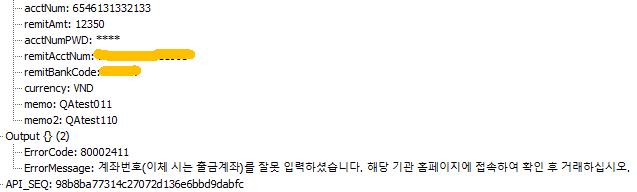 acctNum: 6546131332133
remitAmt: 12350
acctNumPWD: ****
remitAcctNum:
remitBankCode:
currency: VND
memo: QAtest011
memo2: QAtest110
Output {} (2)
ErrorCode: 80002411
ErrorMessage: 계좌번호(이체 시는 출금계좌)를 잘못 입력하셨습니다. 해당 기관 홈페이지에 접속하여 확인 후 거래하십시오.
API_SEQ: 98b8ba77314c27072d136e6bbd9dabfc